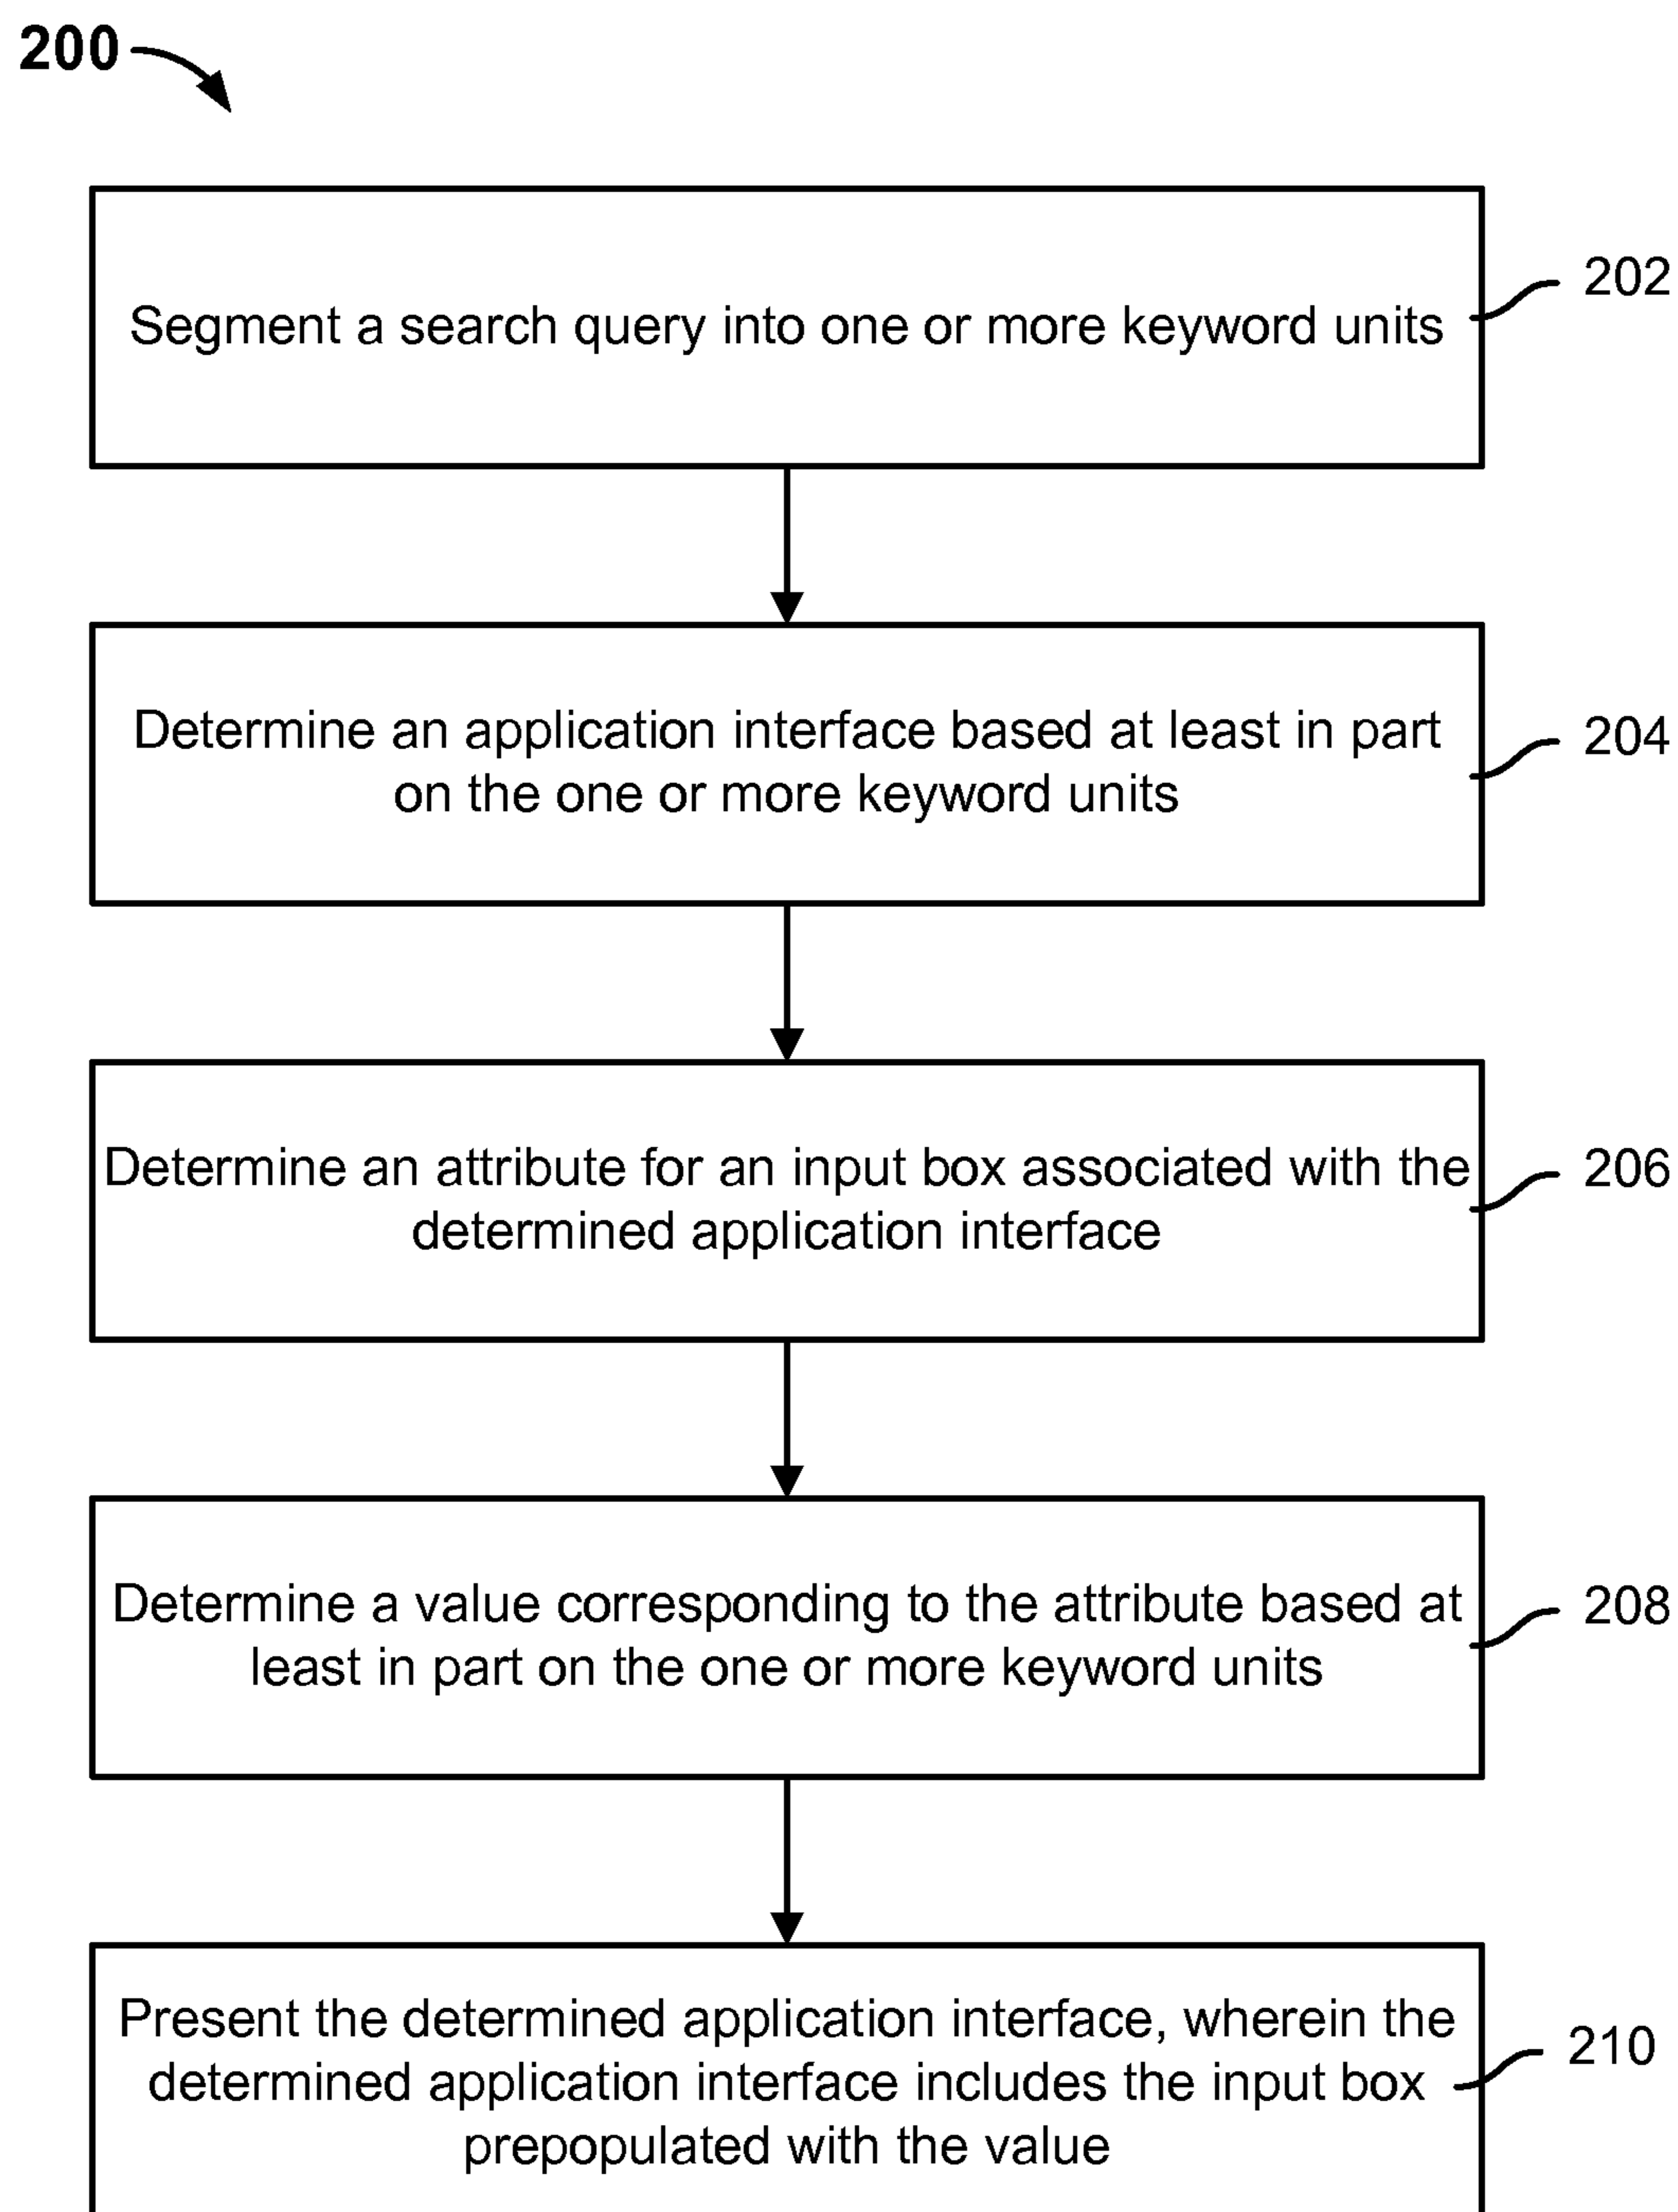 200
Segment a search query into one or more keyword units
202
Determine an application interface based at least in part
on the one or more keyword units
204
Determine an attribute for an input box associated with the
determined application interface
206
Determine a value corresponding to the attribute based at
least in part on the one or more keyword units
208
Present the determined application interface, wherein the
determined application interface includes the input box
prepopulated with the value
210